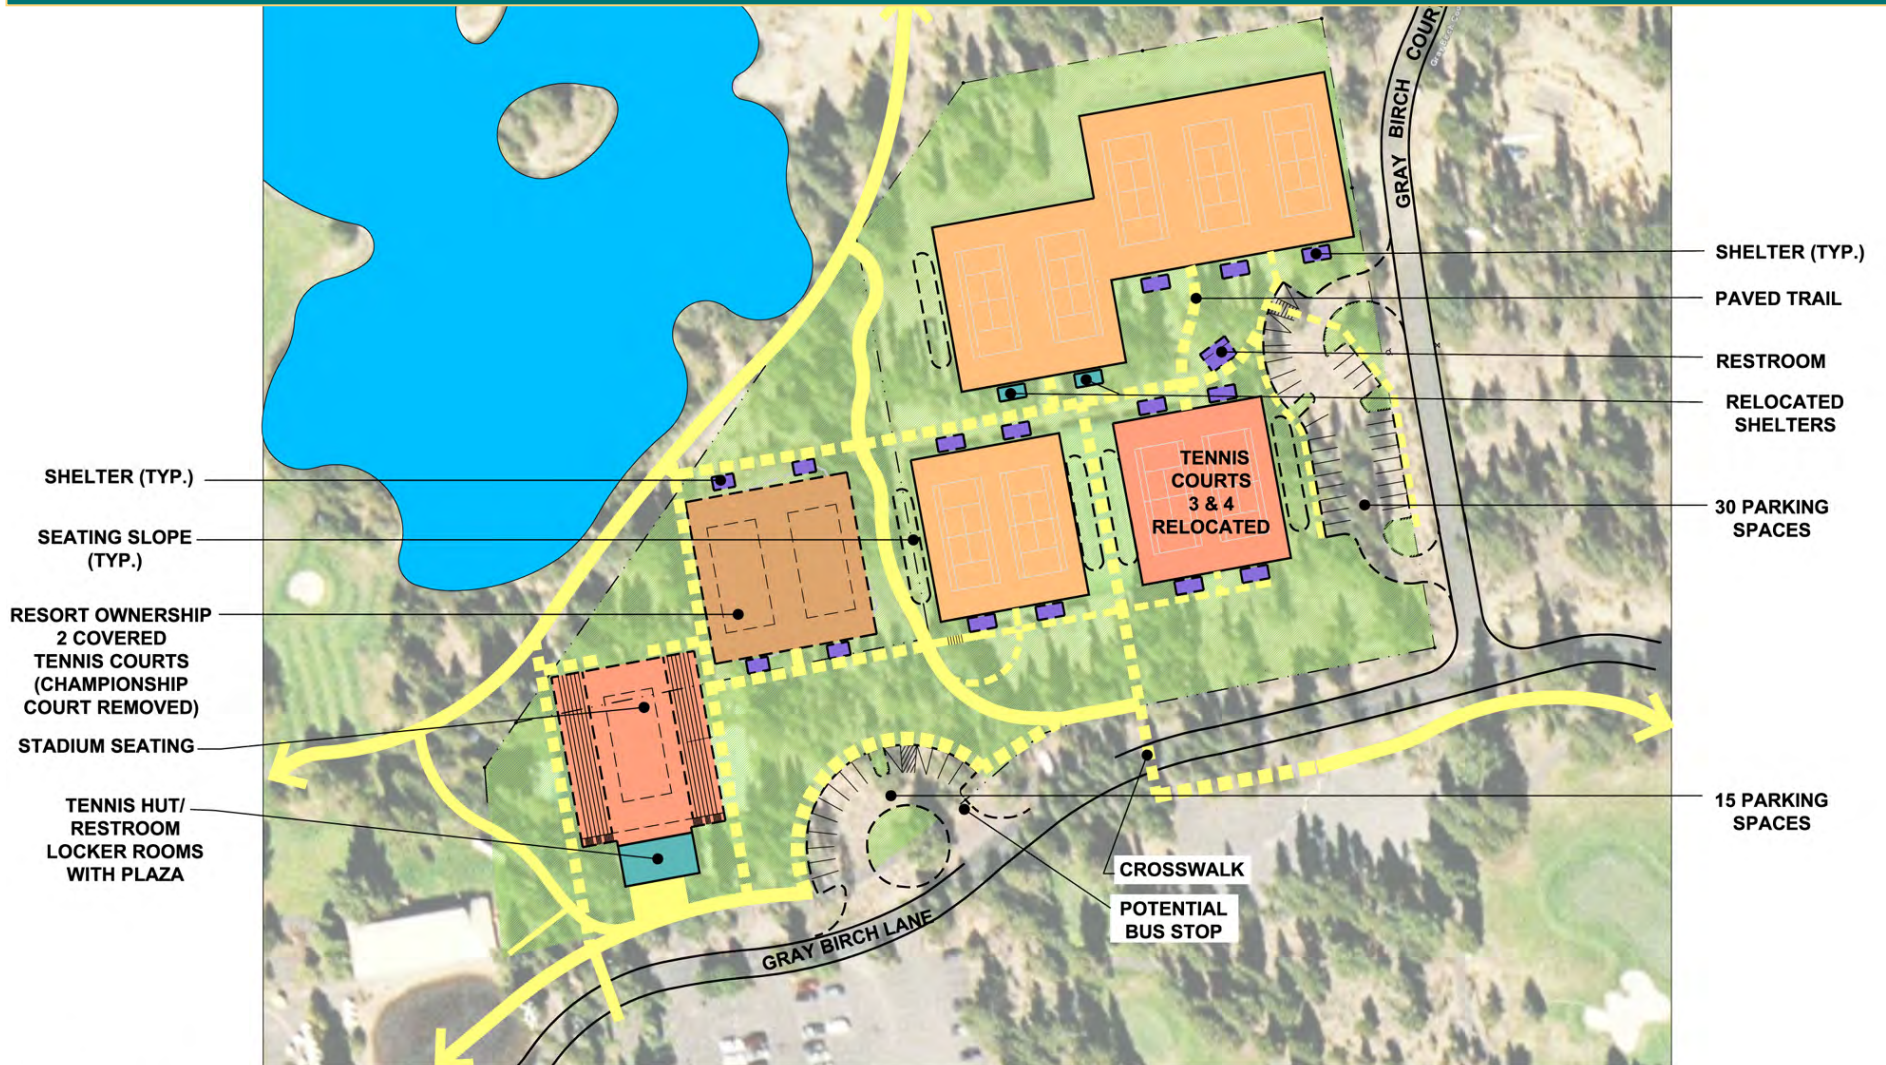 GRAY BIRCH COUR
SHELTER (TYP.)
PAVED TRAIL
RESTROOM
RELOCATED
SHELTERS
30 PARKING
SPACES
15 PARKING
SPACES
TENNIS
COURTS
3 & 4
RELOCATED
SHELTER (TYP.)
SEATING SLOPE
(TYP.)
RESORT OWNERSHIP
2 COVERED
TENNIS COURTS
(CHAMPIONSHIP
COURT REMOVED)
STADIUM SEATING
TENNIS HUT/
RESTROOM
LOCKER ROOMS
WITH PLAZA
CROSSWALK
POTENTIAL
BUS STOP
GRAY BIRCH LANE